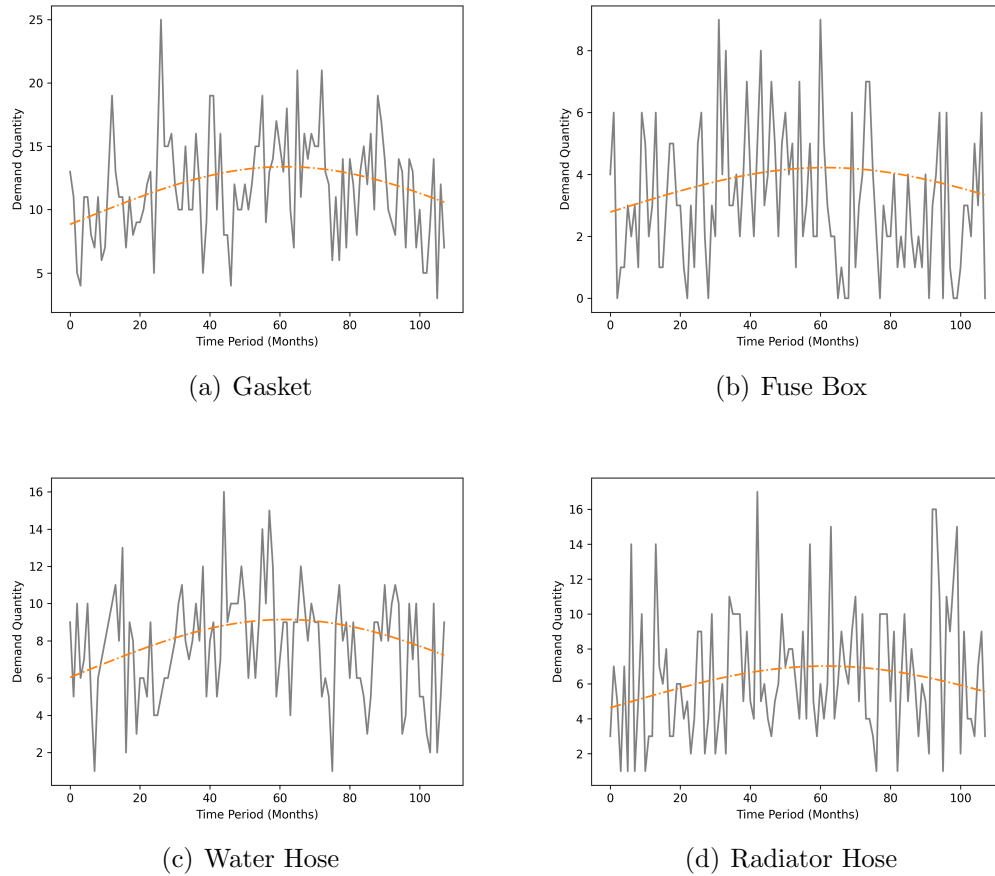 25
20
15
10
5
Demand Quantity
0 20 40 60 80 100
Time Period (Months)
(a) Gasket
8
6
4
2
0
Demand Quantity
0 20 40 60 80 100
Time Period (Months)
(b) Fuse Box
16
14
12
10
8
6
4
2
Demand Quantity
0 20 40 60 80 100
Time Period (Months)
(c) Water Hose
16
14
12
10
8
6
4
2
Demand Quantity
0 20 40 60 80 100
Time Period (Months)
(d) Radiator Hose